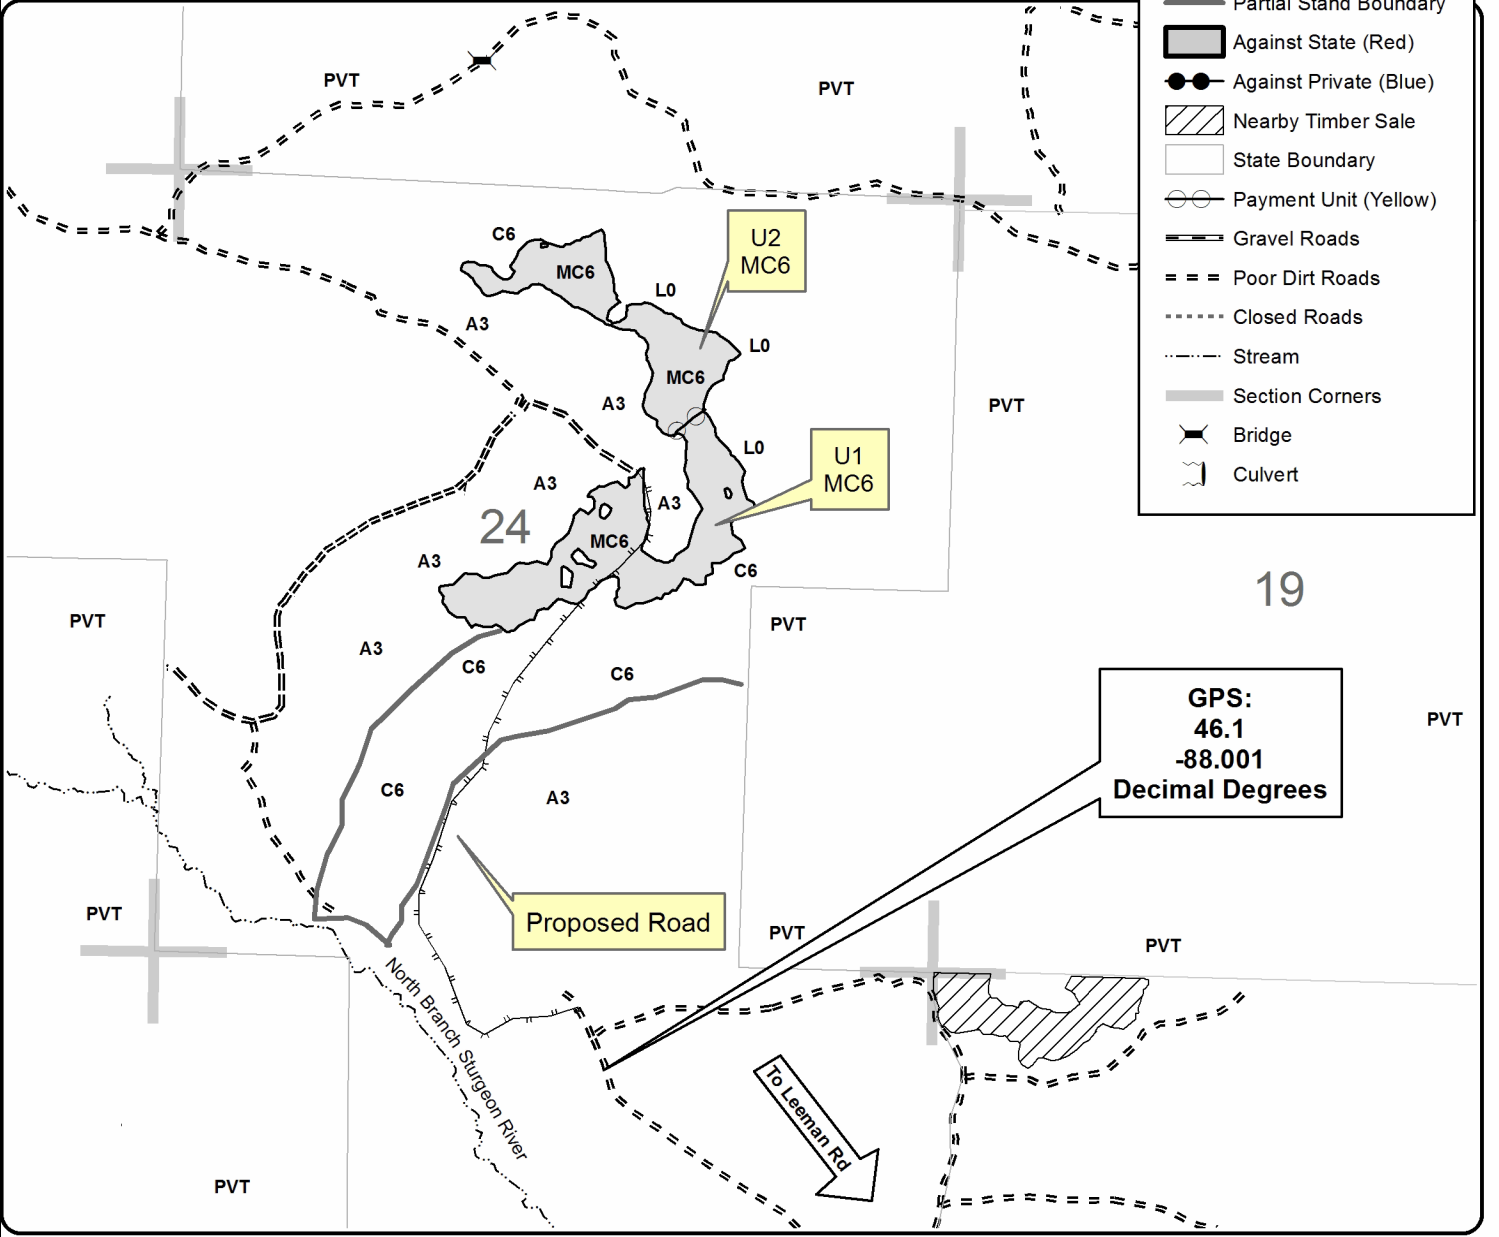 Partial Stand Boundary
Against State (Red)
Against Private (Blue)
Nearby Timber Sale
State Boundary
Payment Unit (Yellow)
Gravel Roads
Poor Dirt Roads
Closed Roads
Stream
Section Corners
Bridge
Culvert
PVT
PVT
C6
U2
MC6
MC6
L0
A3
L0
MC6
A3
PVT
L0
U1
MC6
A3
A3
24
MC6
A3
C6
19
PVT
PVT
A3
C6
C6
GPS:
46.1
-88.001
Decimal Degrees
PVT
C6
A3
PVT
Proposed Road
PVT
PVT
North Branch Sturgeon River
To Leeman Rd
PVT